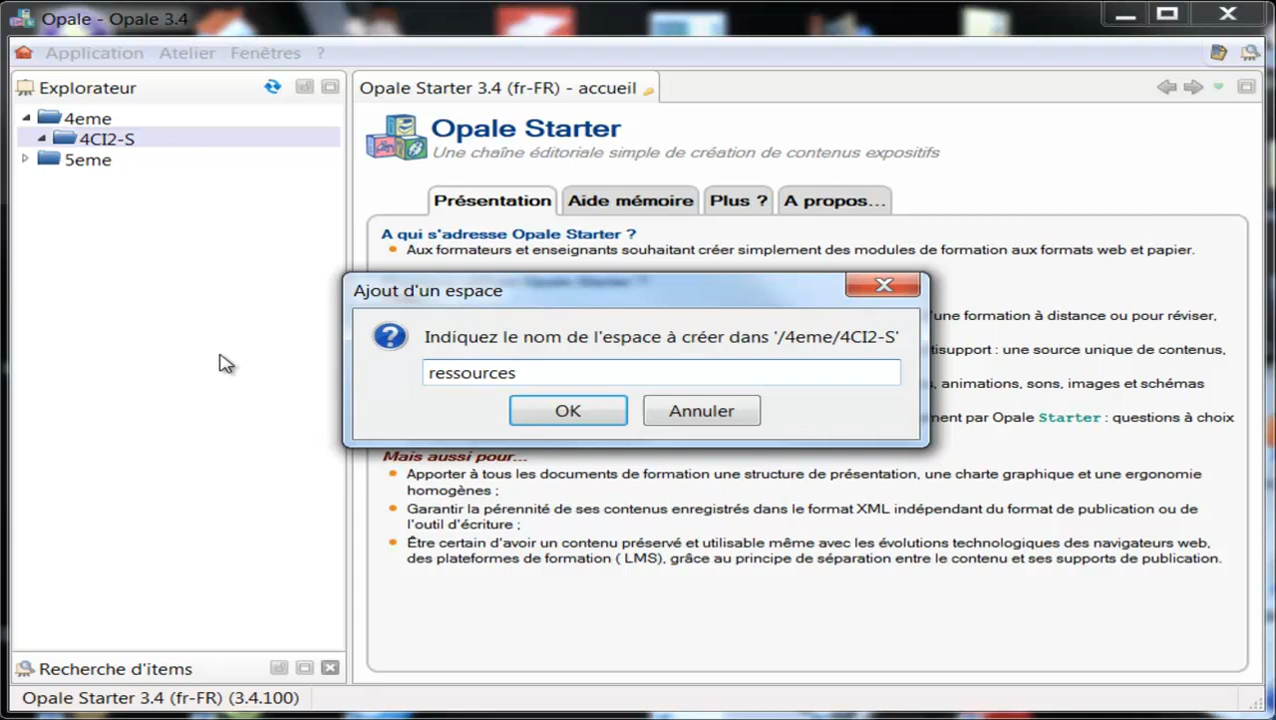 Opale - Opale 3.4
Application Atelier Fenêtres ?
Explorateur
4eme
4CI2-S
5eme
Opale Starter 3.4 (fr-FR) - accueil
Opale Starter
Une chaîne éditoriale simple de création de contenus expositifs
Présentation Aide mémoire Plus ? A propos...
A qui s'adresse Opale Starter ?
Aux formateurs et enseignants souhaitant créer simplement des modules de formation aux formats web et papier.
Ajout d'un espace
Indiquez le nom de l'espace à créer dans '/4eme/4CI2-S'
ressources
OK Annuler
'une formation à distance ou pour réviser,
tisupport : une source unique de contenus,
, animations, sons, images et schémas
ment par Opale Starter : questions à choix
Mais aussi pour...
Apporter à tous les documents de formation une structure de présentation, une charte graphique et une ergonomie
homogènes ;
Garantir la pérennité de ses contenus enregistrés dans le format XML indépendant du format de publication ou de
l'outil d'écriture ;
Être certain d'avoir un contenu préservé et utilisable même avec les évolutions technologiques des navigateurs web,
des plateformes de formation ( LMS), grâce au principe de séparation entre le contenu et ses supports de publication.
Recherche d'items
Opale Starter 3.4 (fr-FR) (3.4.100)